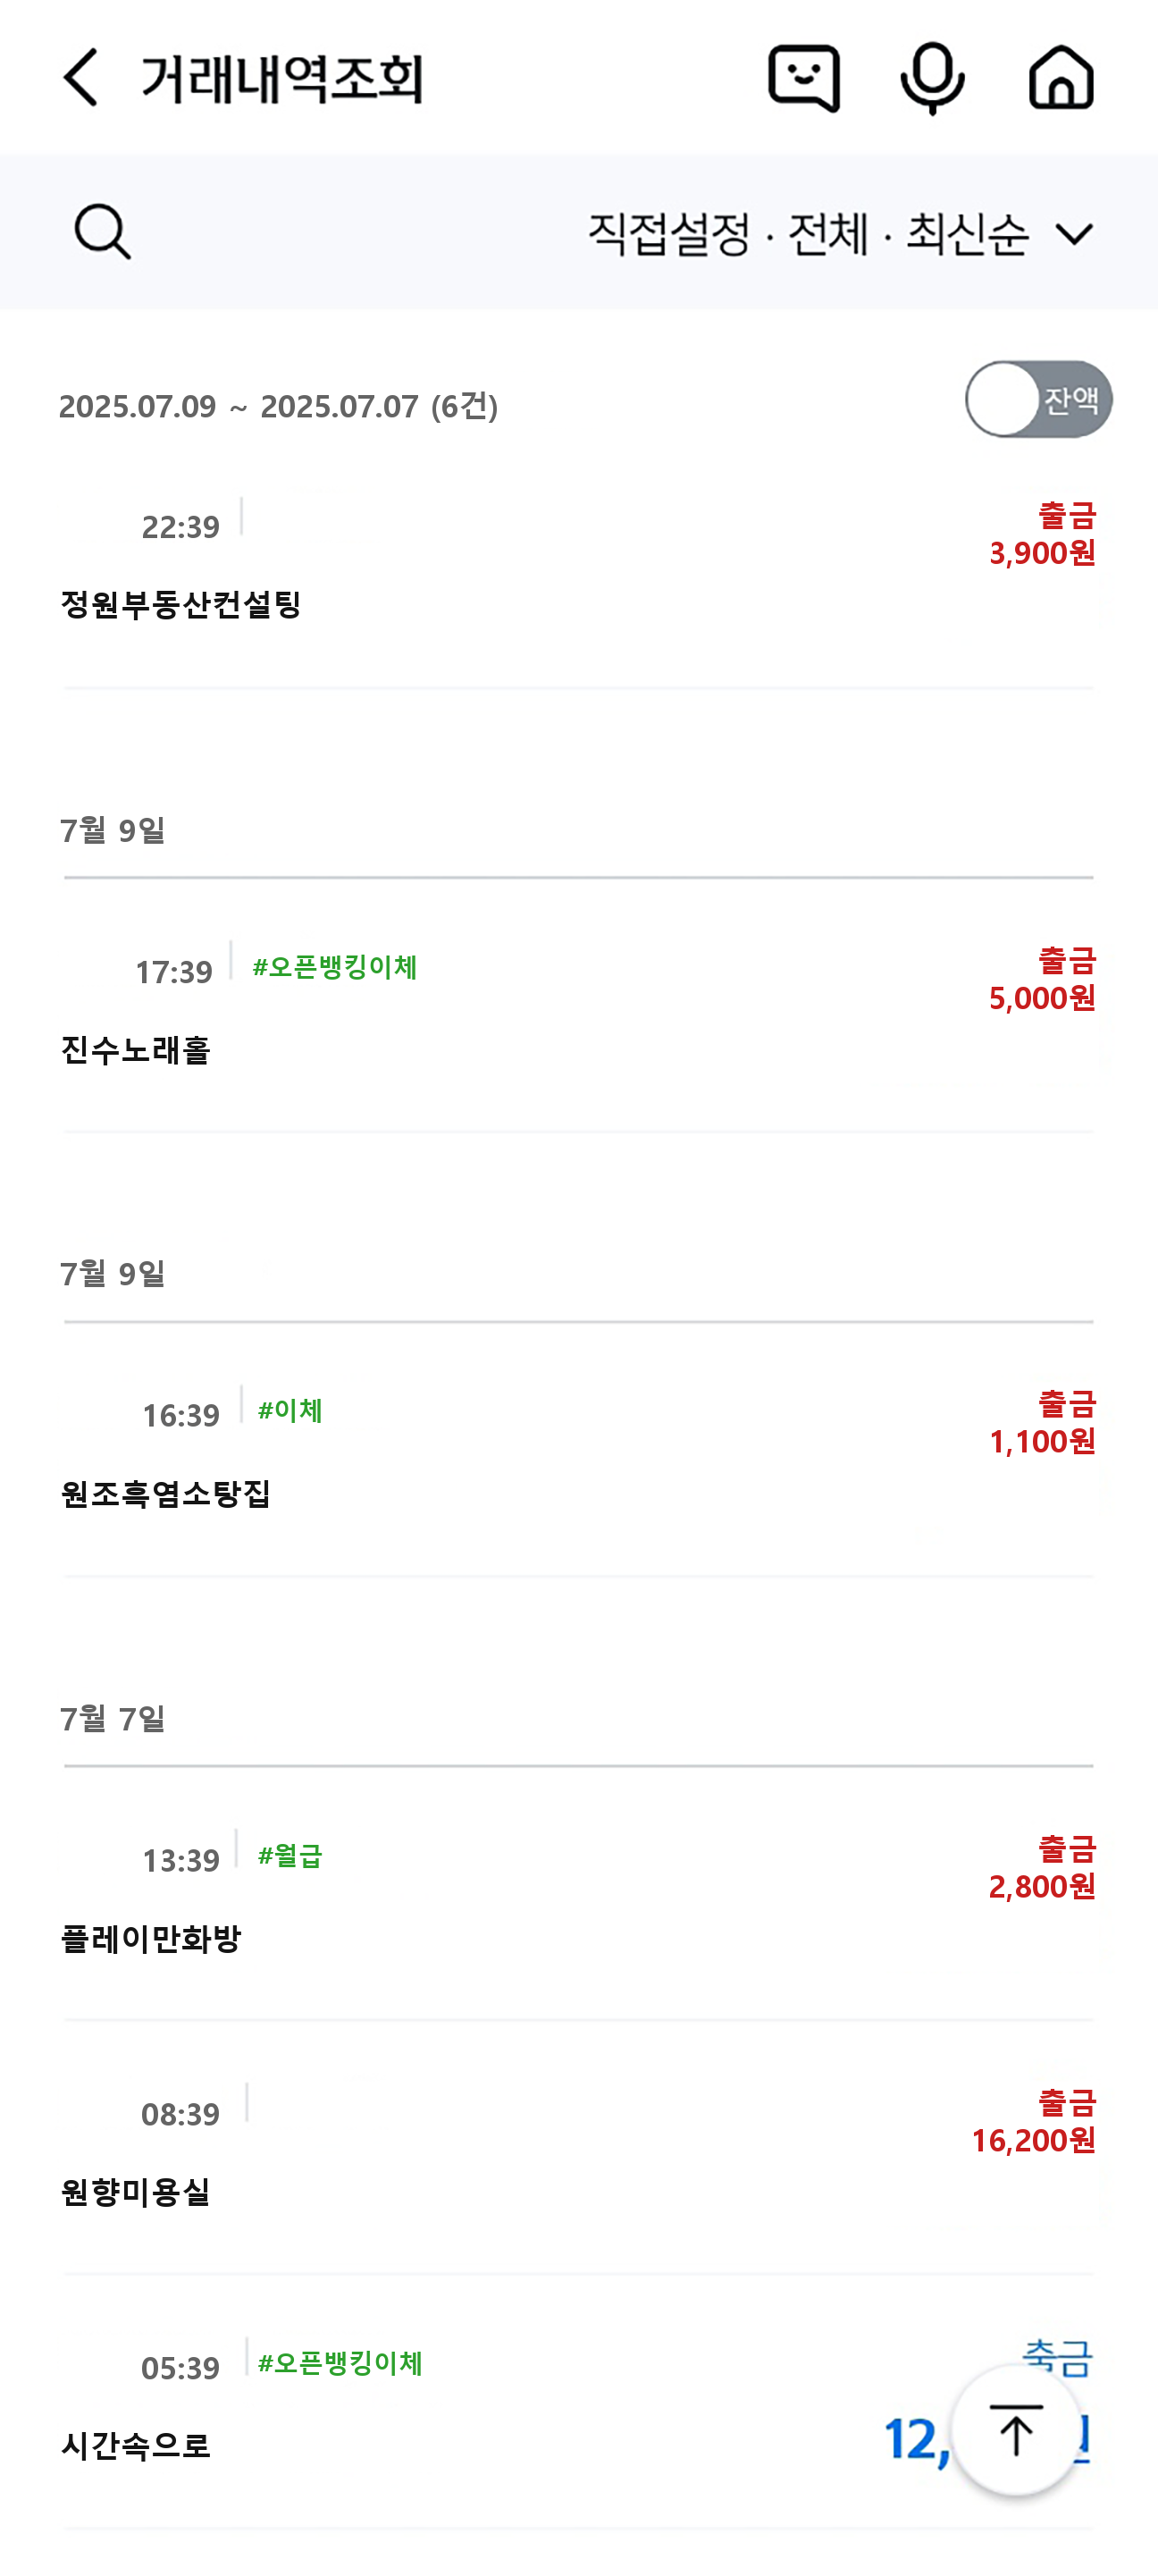 거래내역조회
직접설정 · 전체 · 최신순
2025.07.09 ~ 2025.07.07 (6건)
잔액
22:39
출금
3,900원
정원부동산컨설팅
7월 9일
17:39 #오픈뱅킹이체
출금
5,000원
진수노래홀
7월 9일
16:39 #이체
출금
1,100원
원조흑염소탕집
7월 7일
13:39 #월급
출금
2,800원
플레이만화방
08:39
출금
16,200원
원향미용실
05:39 #오픈뱅킹이체
시간속으로
12,